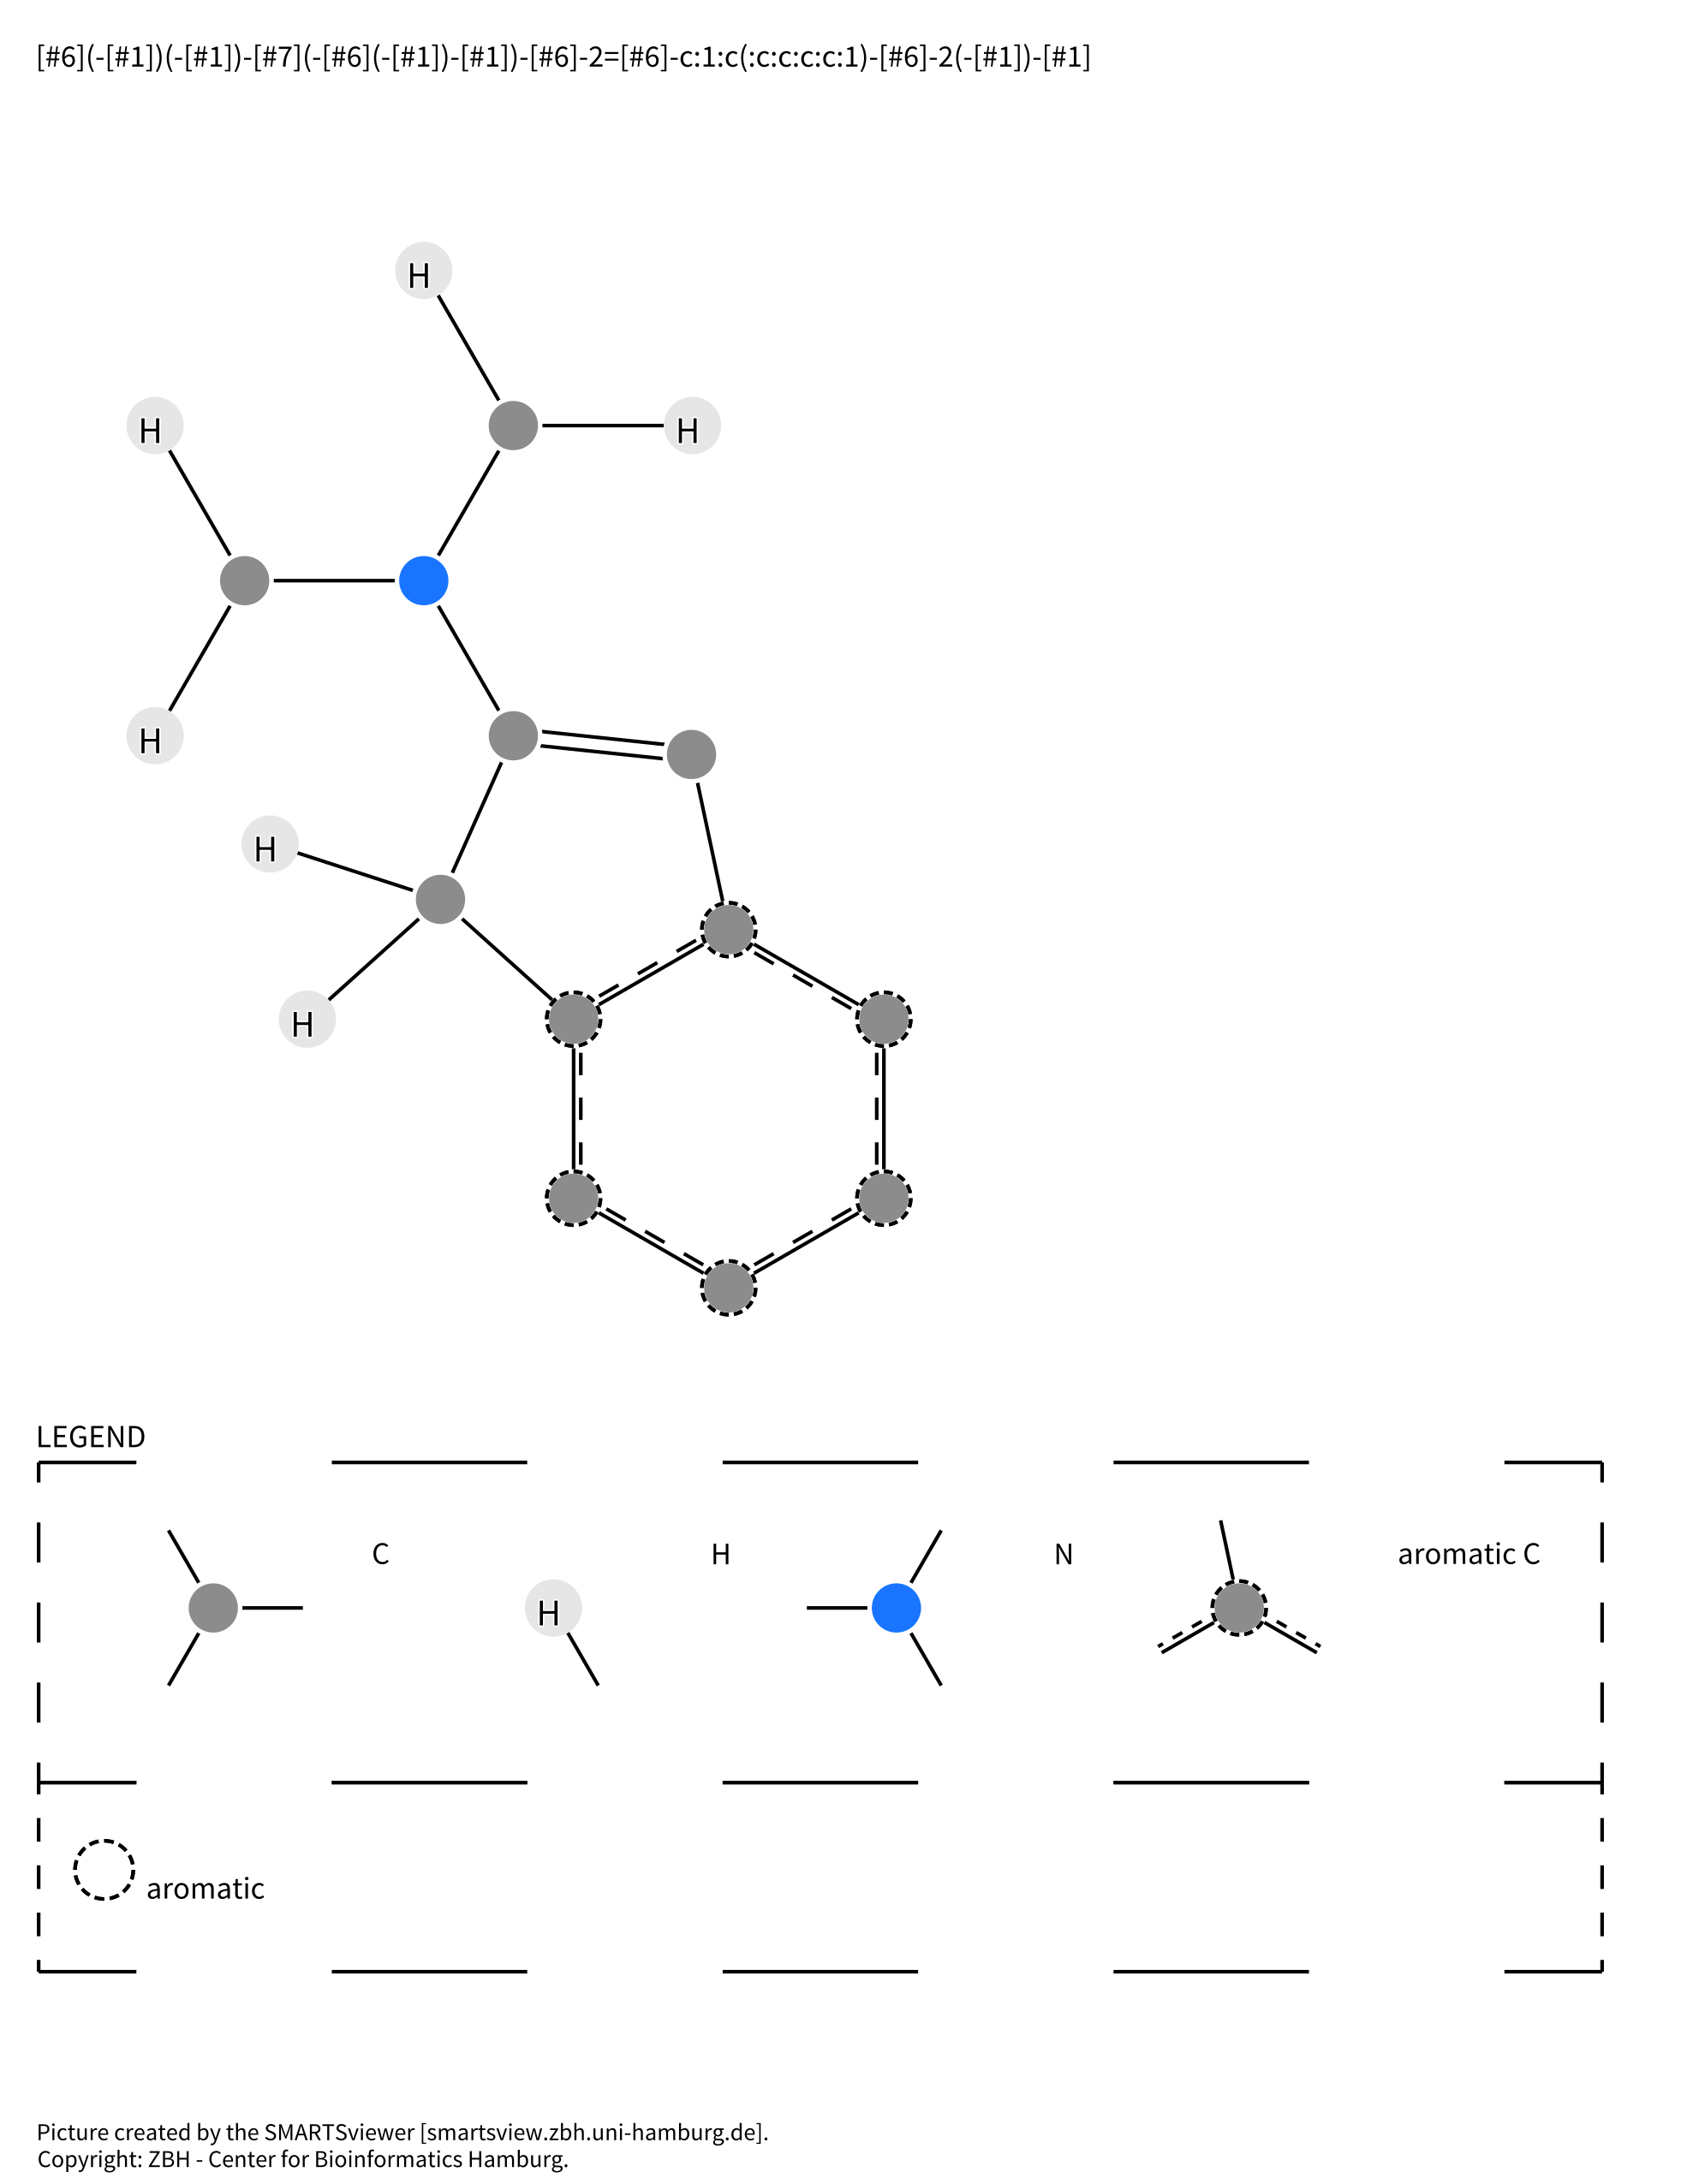 [#6](-[#1])(-[#1])-[#7](-[#6](-[#1])-[#1])-[#6]-2=[#6]-c:1:c(:c:c:c:c:1)-[#6]-2(-[#1])-[#1]
H
H
H
H
H
H
LEGEND
C
H
N
aromatic C
H
aromatic
Picture created by the SMARTSviewer [smartsview.zbh.uni-hamburg.de].
Copyright: ZBH - Center for Bioinformatics Hamburg.